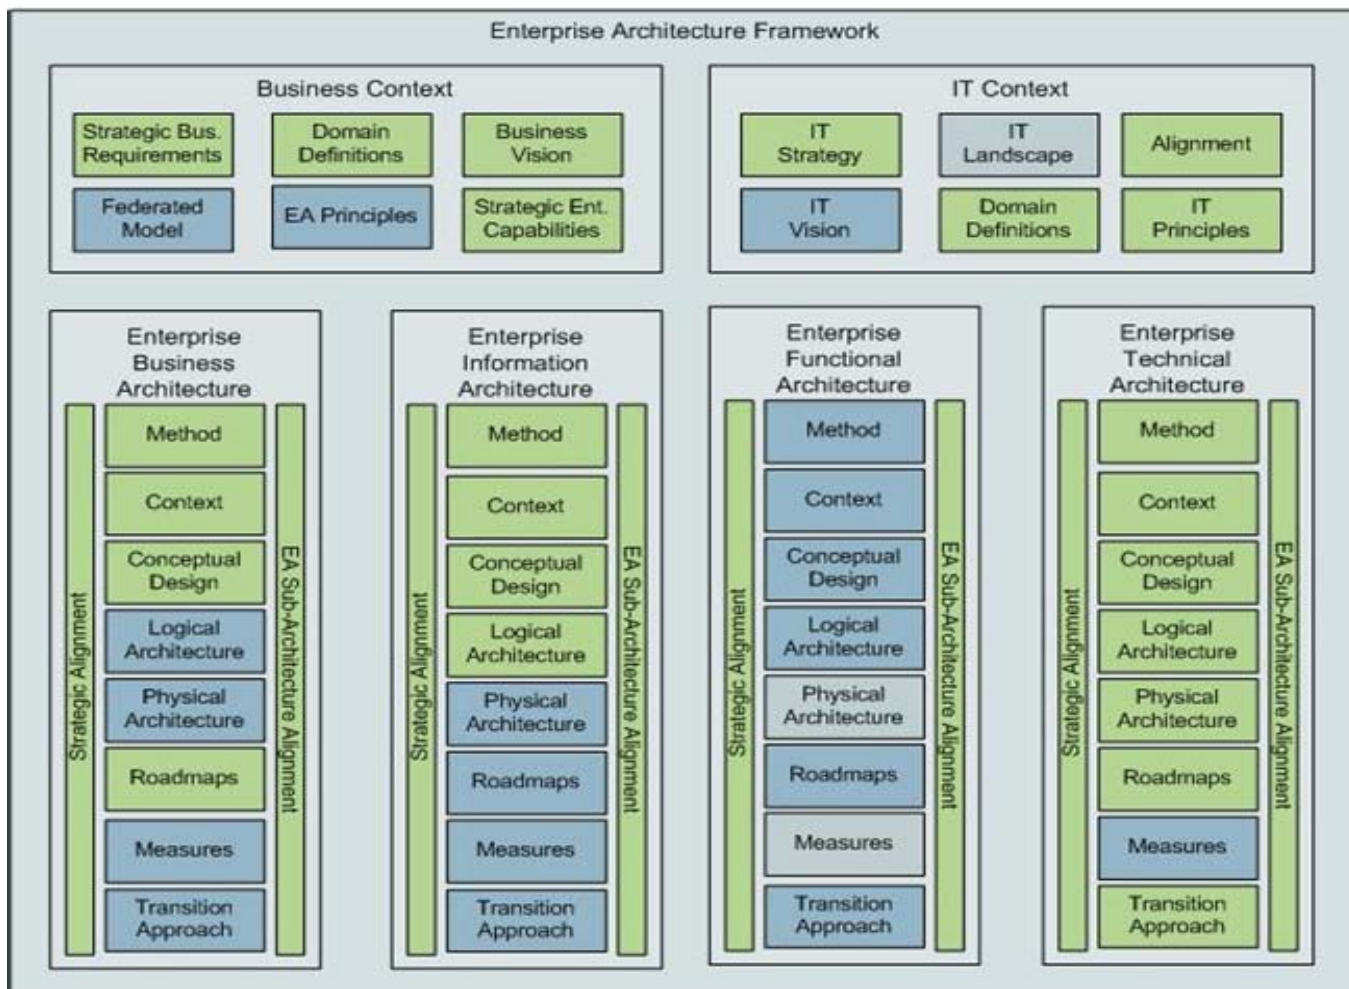 Enterprise Architecture Framework
Business Context
Strategic Bus.
Requirements
Domain
Definitions
Business
Vision
Federated
Model
EA Principles
Strategic Ent.
Capabilities
IT Context
IT
Strategy
IT
Landscape
Alignment
IT
Vision
Domain
Definitions
IT
Principles
Enterprise
Business
Architecture
Strategic Alignment
Method
Context
Conceptual
Design
Logical
Architecture
Physical
Architecture
Roadmaps
Measures
Transition
Approach
EA Sub-Architecture Alignment
Enterprise
Information
Architecture
Strategic Alignment
Method
Context
Conceptual
Design
Logical
Architecture
Physical
Architecture
Roadmaps
Measures
Transition
Approach
EA Sub-Architecture Alignment
Enterprise
Functional
Architecture
Strategic Alignment
Method
Context
Conceptual
Design
Logical
Architecture
Physical
Architecture
Roadmaps
Measures
Transition
Approach
EA Sub-Architecture Alignment
Enterprise
Technical
Architecture
Strategic Alignment
Method
Context
Conceptual
Design
Logical
Architecture
Physical
Architecture
Roadmaps
Measures
Transition
Approach
EA Sub-Architecture Alignment